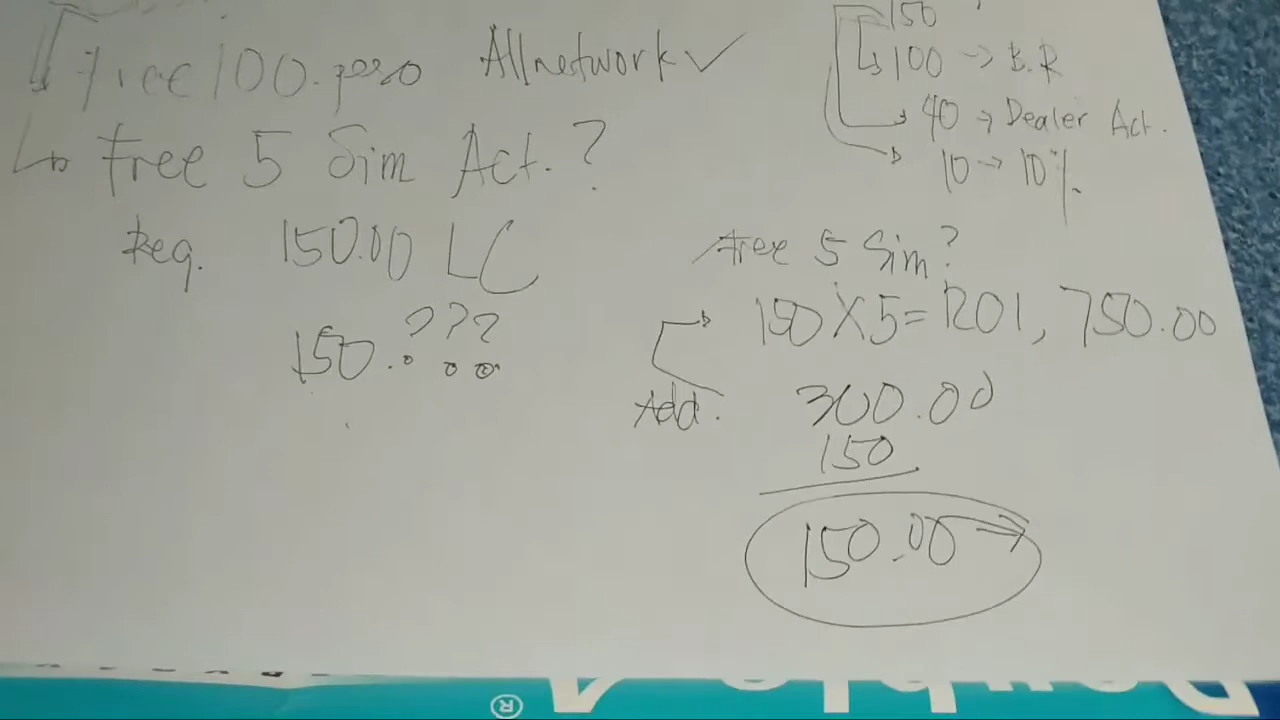 Free 100.peso Allnetwork ✓
Free 5 Sim Act. ?
Req. 150.00 LC
150.???
150
100 → B.R
40 → Dealer Act.
10 → 10%
Free 5 Sim?
150 X 5 = 750.00
Add. 300.00
150
150.00 →
Double A
®